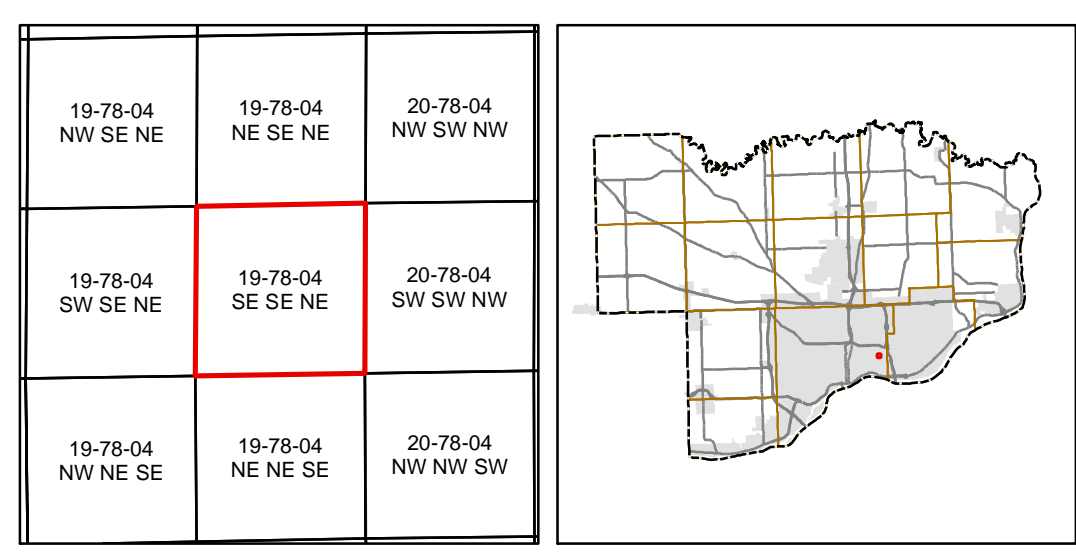 19-78-04
NW SE NE
19-78-04
NE SE NE
20-78-04
NW SW NW
19-78-04
SW SE NE
19-78-04
SE SE NE
20-78-04
SW SW NW
19-78-04
NW NE SE
19-78-04
NE NE SE
20-78-04
NW NW SW